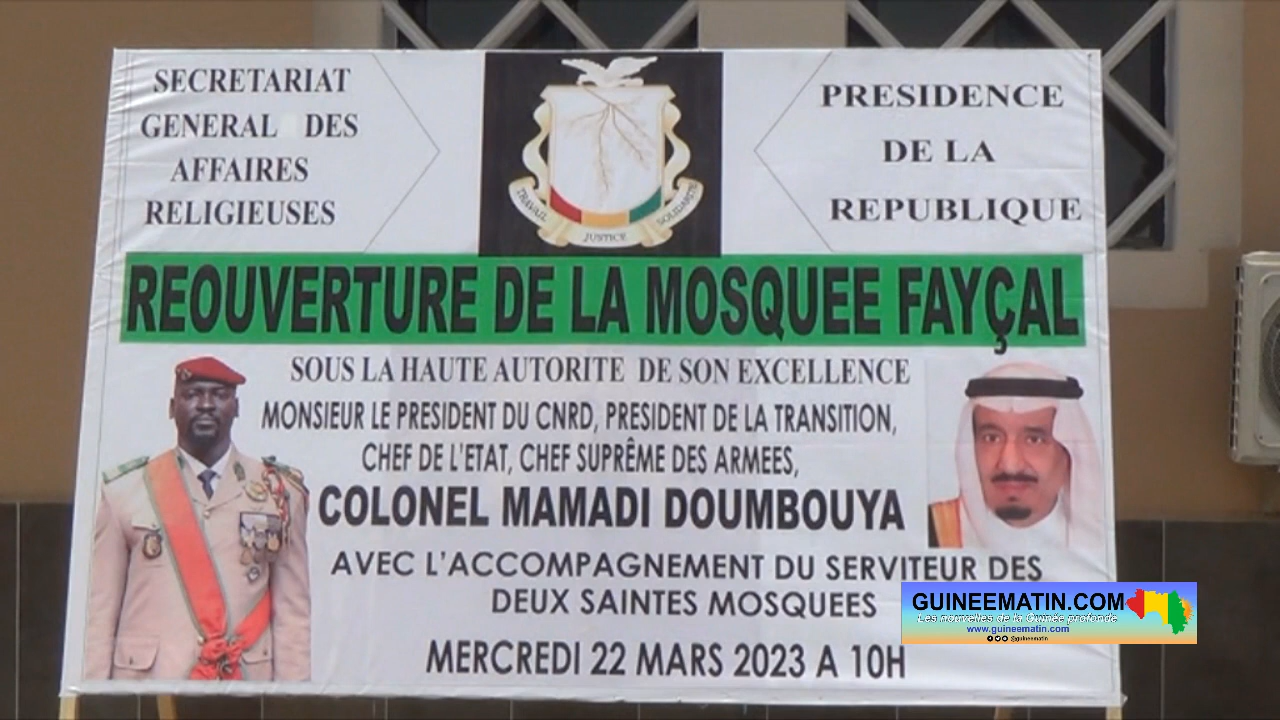 SECRETARIAT
GENERAL DES
AFFAIRES
RELIGIEUSES
TRAVAIL
JUSTICE
SOLIDARITE
PRESIDENCE
DE LA
REPUBLIQUE
REOUVERTURE DE LA MOSQUEE FAYÇAL
SOUS LA HAUTE AUTORITE DE SON EXCELLENCE
MONSIEUR LE PRESIDENT DU CNRD, PRESIDENT DE LA TRANSITION,
CHEF DE L'ETAT, CHEF SUPRÊME DES ARMEES,
COLONEL MAMADI DOUMBOUYA
AVEC L'ACCOMPAGNEMENT DU SERVITEUR DES
DEUX SAINTES MOSQUEES
MERCREDI 22 MARS 2023 A 10H
GUINEEMATIN.COM
Les nouvelles de la Guinée profonde
www.guineematin.com
@guineematin